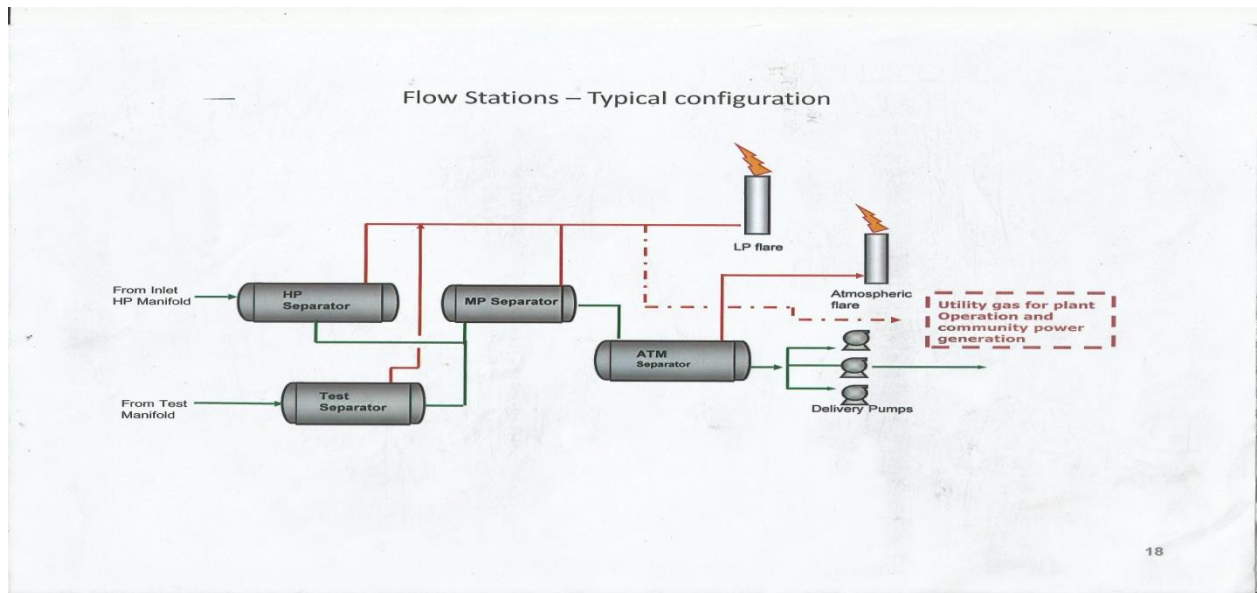 Flow Stations – Typical configuration
LP flare
Atmospheric
flare
From Inlet
HP Manifold
HP
Separator
MP Separator
Utility gas for plant
Operation and
community power
generation
ATM
Separator
From Test
Manifold
Test
Separator
Delivery Pumps
18